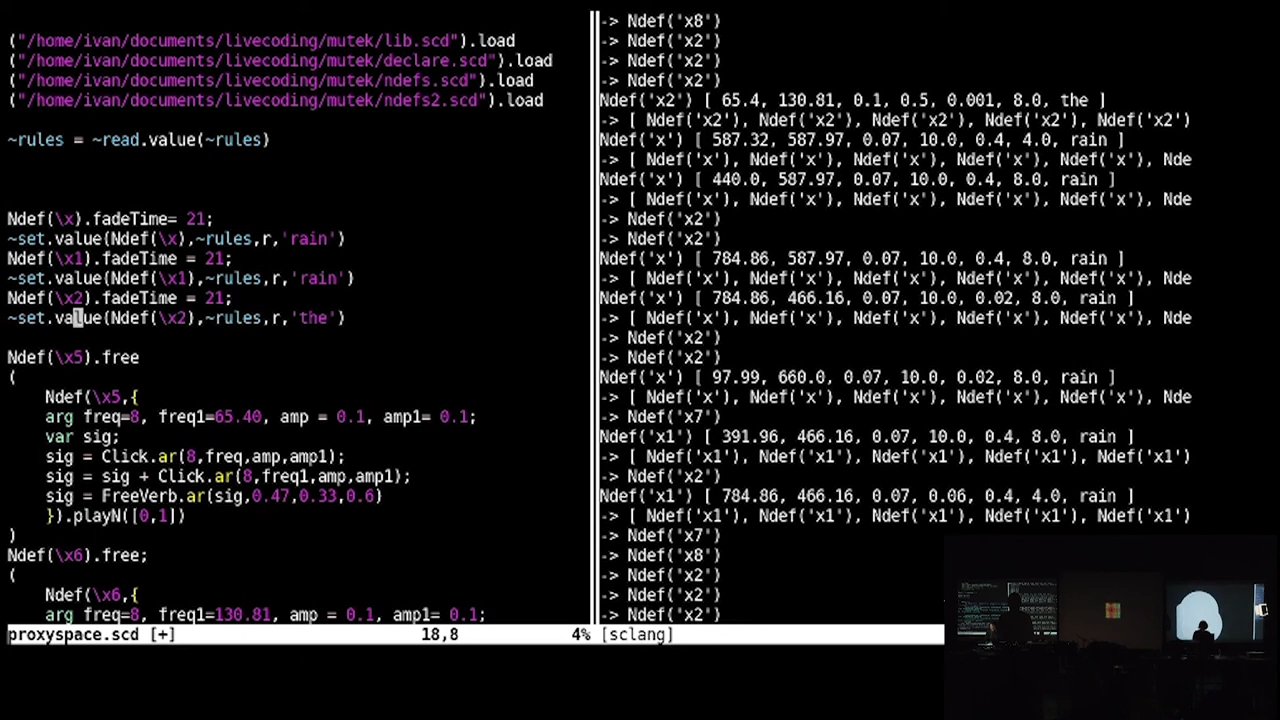 ("/home/ivan/documents/livecoding/mutek/lib.scd").load
("/home/ivan/documents/livecoding/mutek/declare.scd").load
("/home/ivan/documents/livecoding/mutek/ndefs.scd").load
("/home/ivan/documents/livecoding/mutek/ndefs2.scd").load
~rules = ~read.value(~rules)
Ndef(\x).fadeTime= 21;
~set.value(Ndef(\x),~rules,r,'rain')
Ndef(\x1).fadeTime = 21;
~set.value(Ndef(\x1),~rules,r,'rain')
Ndef(\x2).fadeTime = 21;
~set.value(Ndef(\x2),~rules,r,'the')
Ndef(\x5).free
(
Ndef(\x5,{
arg freq=8, freq1=65.40, amp = 0.1, amp1= 0.1;
var sig;
sig = Click.ar(8,freq,amp,amp1);
sig = sig + Click.ar(8,freq1,amp,amp1);
sig = FreeVerb.ar(sig,0.47,0.33,0.6)
}).playN([0,1])
)
Ndef(\x6).free;
(
Ndef(\x6,{
arg freq=8, freq1=130.81, amp = 0.1, amp1= 0.1;
proxyspace.scd [+] 18,8 4%
-> Ndef('x8')
-> Ndef('x2')
-> Ndef('x2')
-> Ndef('x2')
Ndef('x2') [ 65.4, 130.81, 0.1, 0.5, 0.001, 8.0, the ]
-> [ Ndef('x2'), Ndef('x2'), Ndef('x2'), Ndef('x2'), Ndef('x2')
Ndef('x') [ 587.32, 587.97, 0.07, 10.0, 0.4, 4.0, rain ]
-> [ Ndef('x'), Ndef('x'), Ndef('x'), Ndef('x'), Ndef('x'), Nde
Ndef('x') [ 440.0, 587.97, 0.07, 10.0, 0.4, 8.0, rain ]
-> [ Ndef('x'), Ndef('x'), Ndef('x'), Ndef('x'), Ndef('x'), Nde
-> Ndef('x2')
-> Ndef('x2')
Ndef('x') [ 784.86, 587.97, 0.07, 10.0, 0.4, 8.0, rain ]
-> [ Ndef('x'), Ndef('x'), Ndef('x'), Ndef('x'), Ndef('x'), Nde
Ndef('x') [ 784.86, 466.16, 0.07, 10.0, 0.02, 8.0, rain ]
-> [ Ndef('x'), Ndef('x'), Ndef('x'), Ndef('x'), Ndef('x'), Nde
-> Ndef('x2')
-> Ndef('x2')
Ndef('x') [ 97.99, 660.0, 0.07, 10.0, 0.02, 8.0, rain ]
-> [ Ndef('x'), Ndef('x'), Ndef('x'), Ndef('x'), Ndef('x'), Nde
-> Ndef('x7')
Ndef('x1') [ 391.96, 466.16, 0.07, 10.0, 0.4, 8.0, rain ]
-> [ Ndef('x1'), Ndef('x1'), Ndef('x1'), Ndef('x1'), Ndef('x1')
-> Ndef('x2')
Ndef('x1') [ 784.86, 466.16, 0.07, 0.06, 0.4, 4.0, rain ]
-> [ Ndef('x1'), Ndef('x1'), Ndef('x1'), Ndef('x1'), Ndef('x1')
-> Ndef('x7')
-> Ndef('x8')
-> Ndef('x2')
-> Ndef('x2')
-> Ndef('x2')
[sclang]